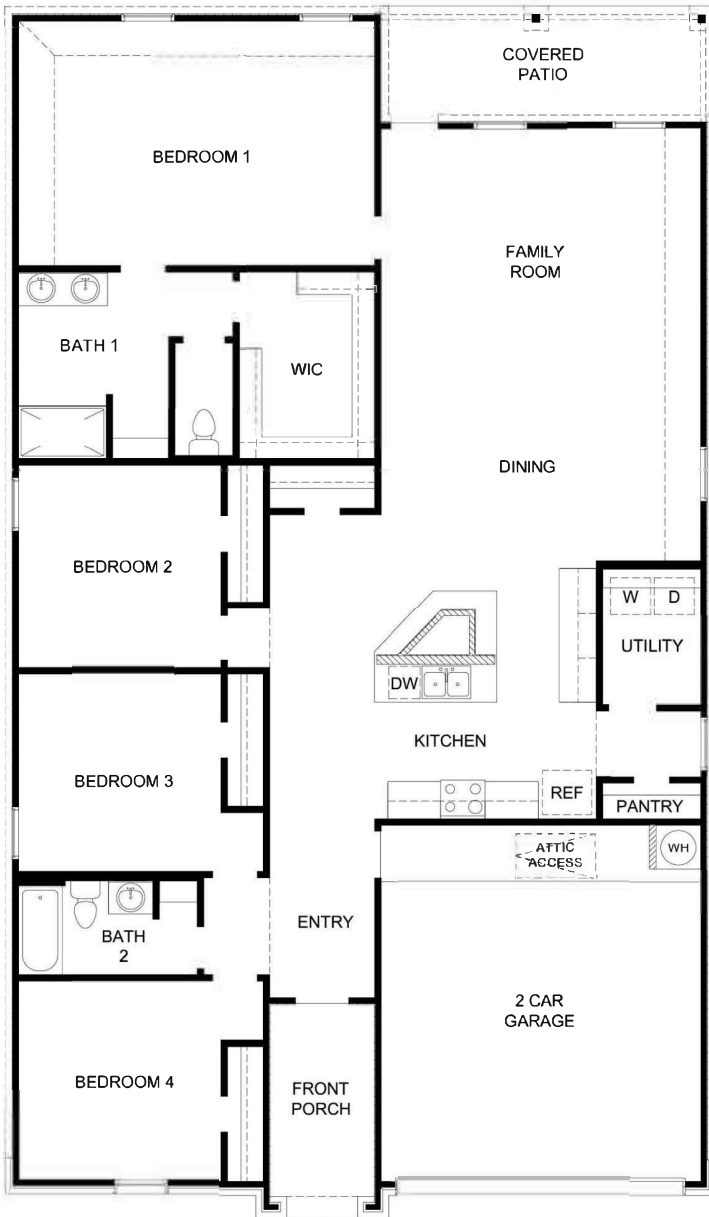 COVERED
PATIO
BEDROOM 1
FAMILY
ROOM
BATH 1
WIC
DINING
BEDROOM 2
W D
UTILITY
DW
KITCHEN
BEDROOM 3
REF
PANTRY
ATTIC
ACCESS
WH
ENTRY
BATH
2
2 CAR
GARAGE
BEDROOM 4
FRONT
PORCH